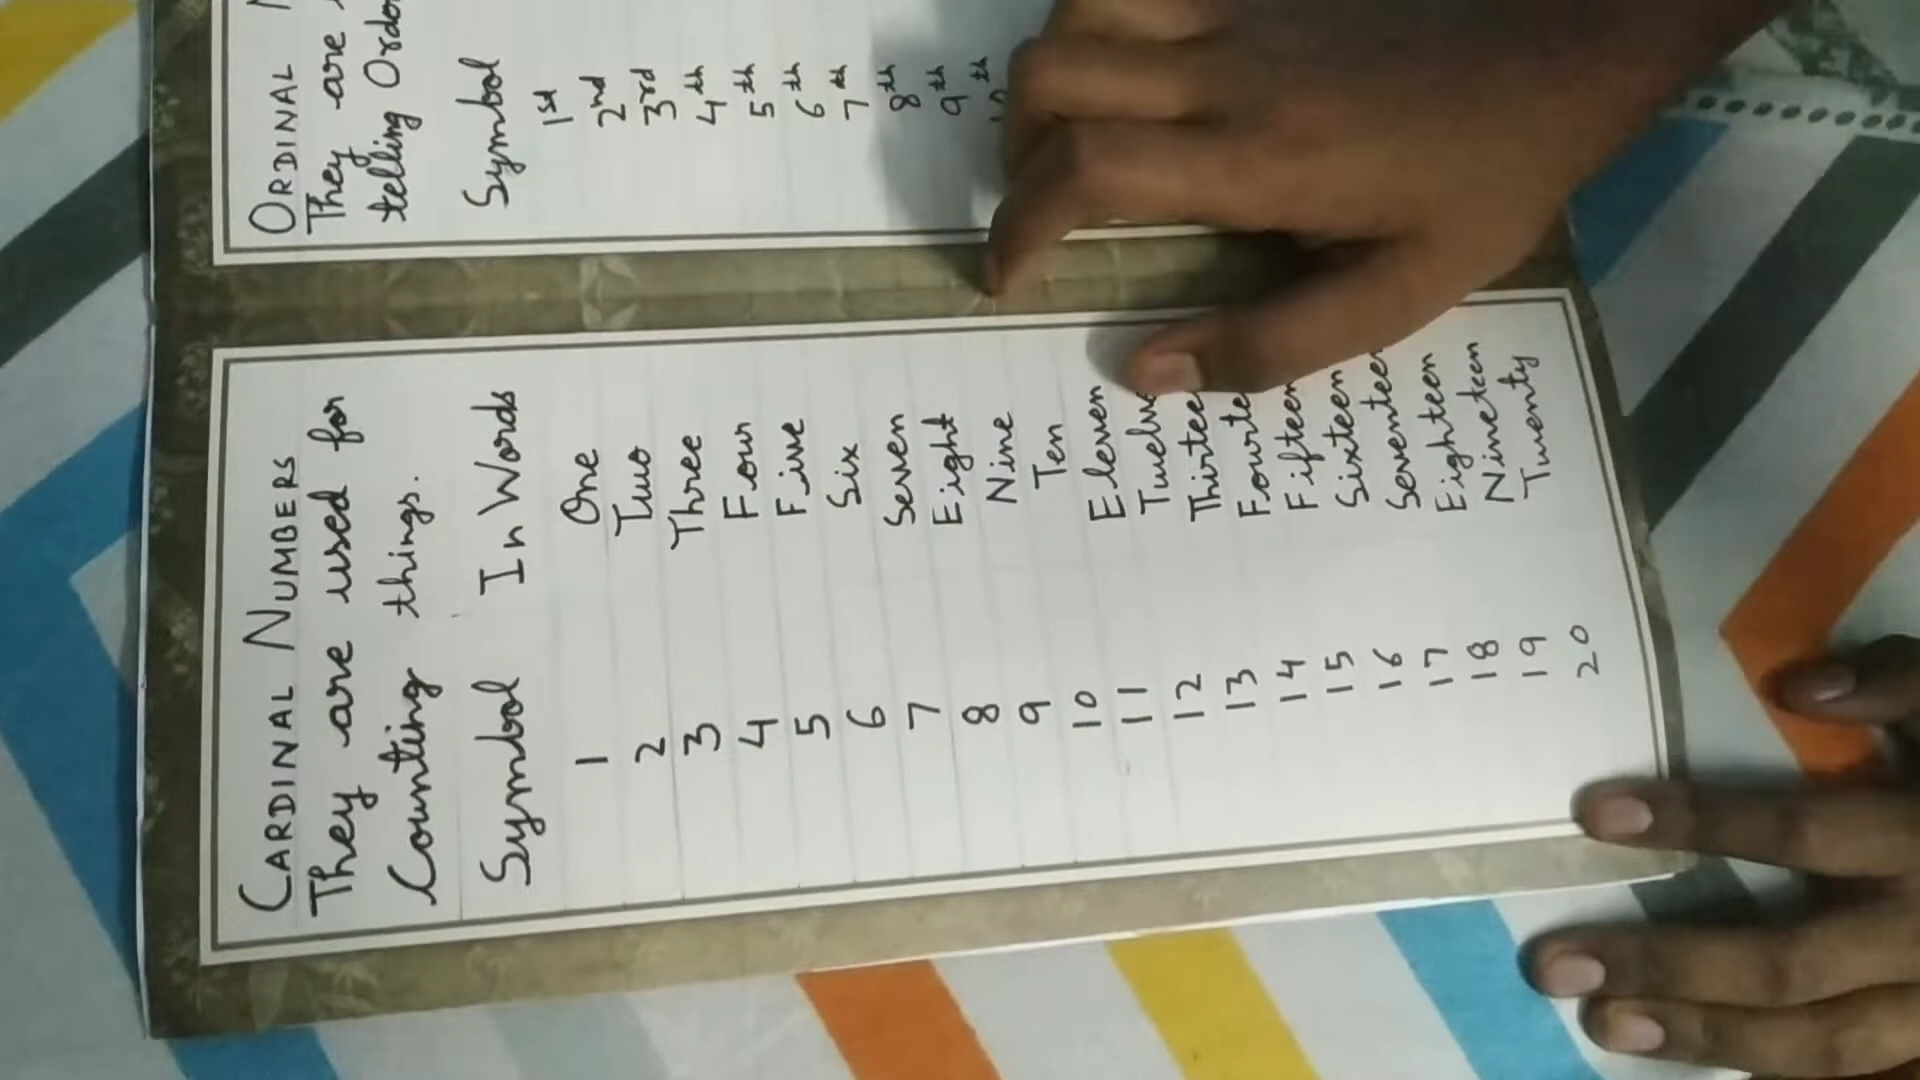 CARDINAL NUMBERS
They are used for
Counting things.
Symbol In Words
1 One
2 Two
3 Three
4 Four
5 Five
6 Six
7 Seven
8 Eight
9 Nine
10 Ten
11 Eleven
12 Twelve
13
14
15 Fifteen
16 Sixteen
17
18 Eighteen
19 Nineteen
20 Twenty
ORDINAL
They are
telling
Symbol
1st
2nd
3rd
4th
5th
6th
7th
8th
9th